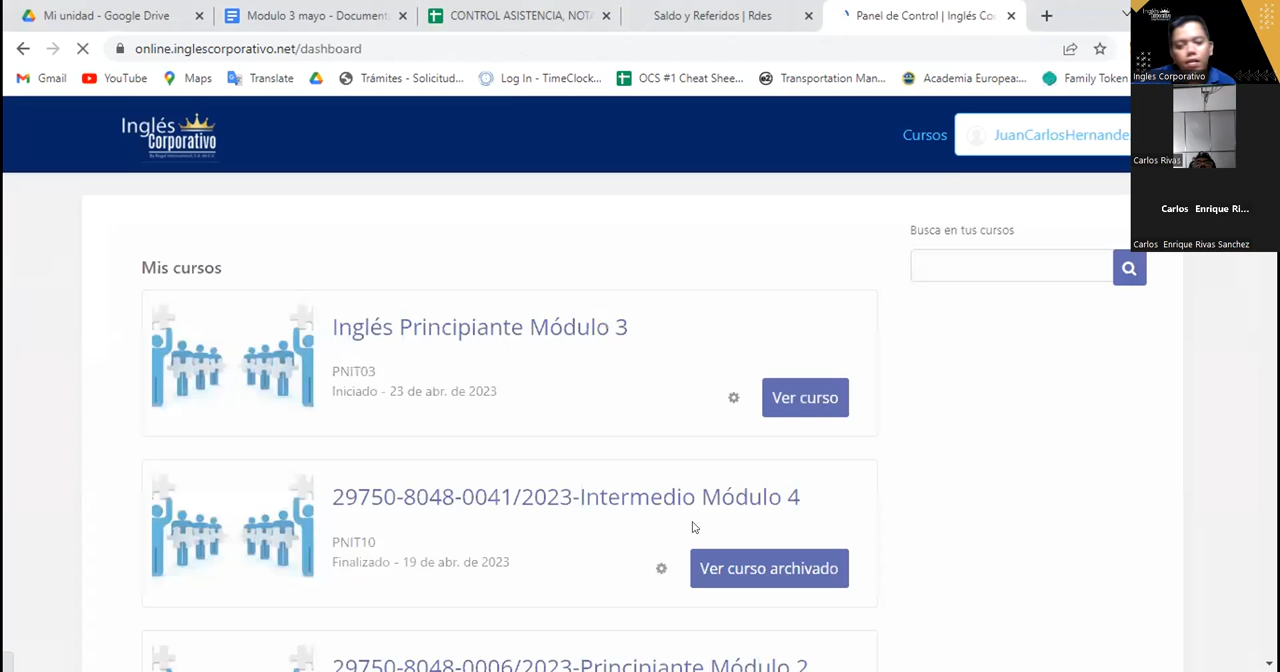 Mi unidad - Google Drive
Modulo 3 mayo - Document
CONTROL ASISTENCIA, NOTA
Saldo y Referidos | Rdes
Panel de Control | Inglés Co
online.inglescorporativo.net/dashboard
Gmail
YouTube
Maps
Translate
Trámites - Solicitud...
Log In - TimeClock...
OCS #1 Cheat Shee...
Transportation Man...
Academia Europea:...
Family Token
Ingles Corporativo
Carlos Rivas
Carlos Enrique Ri...
Carlos Enrique Rivas Sanchez
Inglés
Corporativo
Cursos
JuanCarlosHernande
Mis cursos
Busca en tus cursos
Inglés Principiante Módulo 3
PNIT03
Iniciado - 23 de abr. de 2023
Ver curso
29750-8048-0041/2023-Intermedio Módulo 4
PNIT10
Finalizado - 19 de abr. de 2023
Ver curso archivado
29750-8048-0006/2023-Principiante Módulo 2